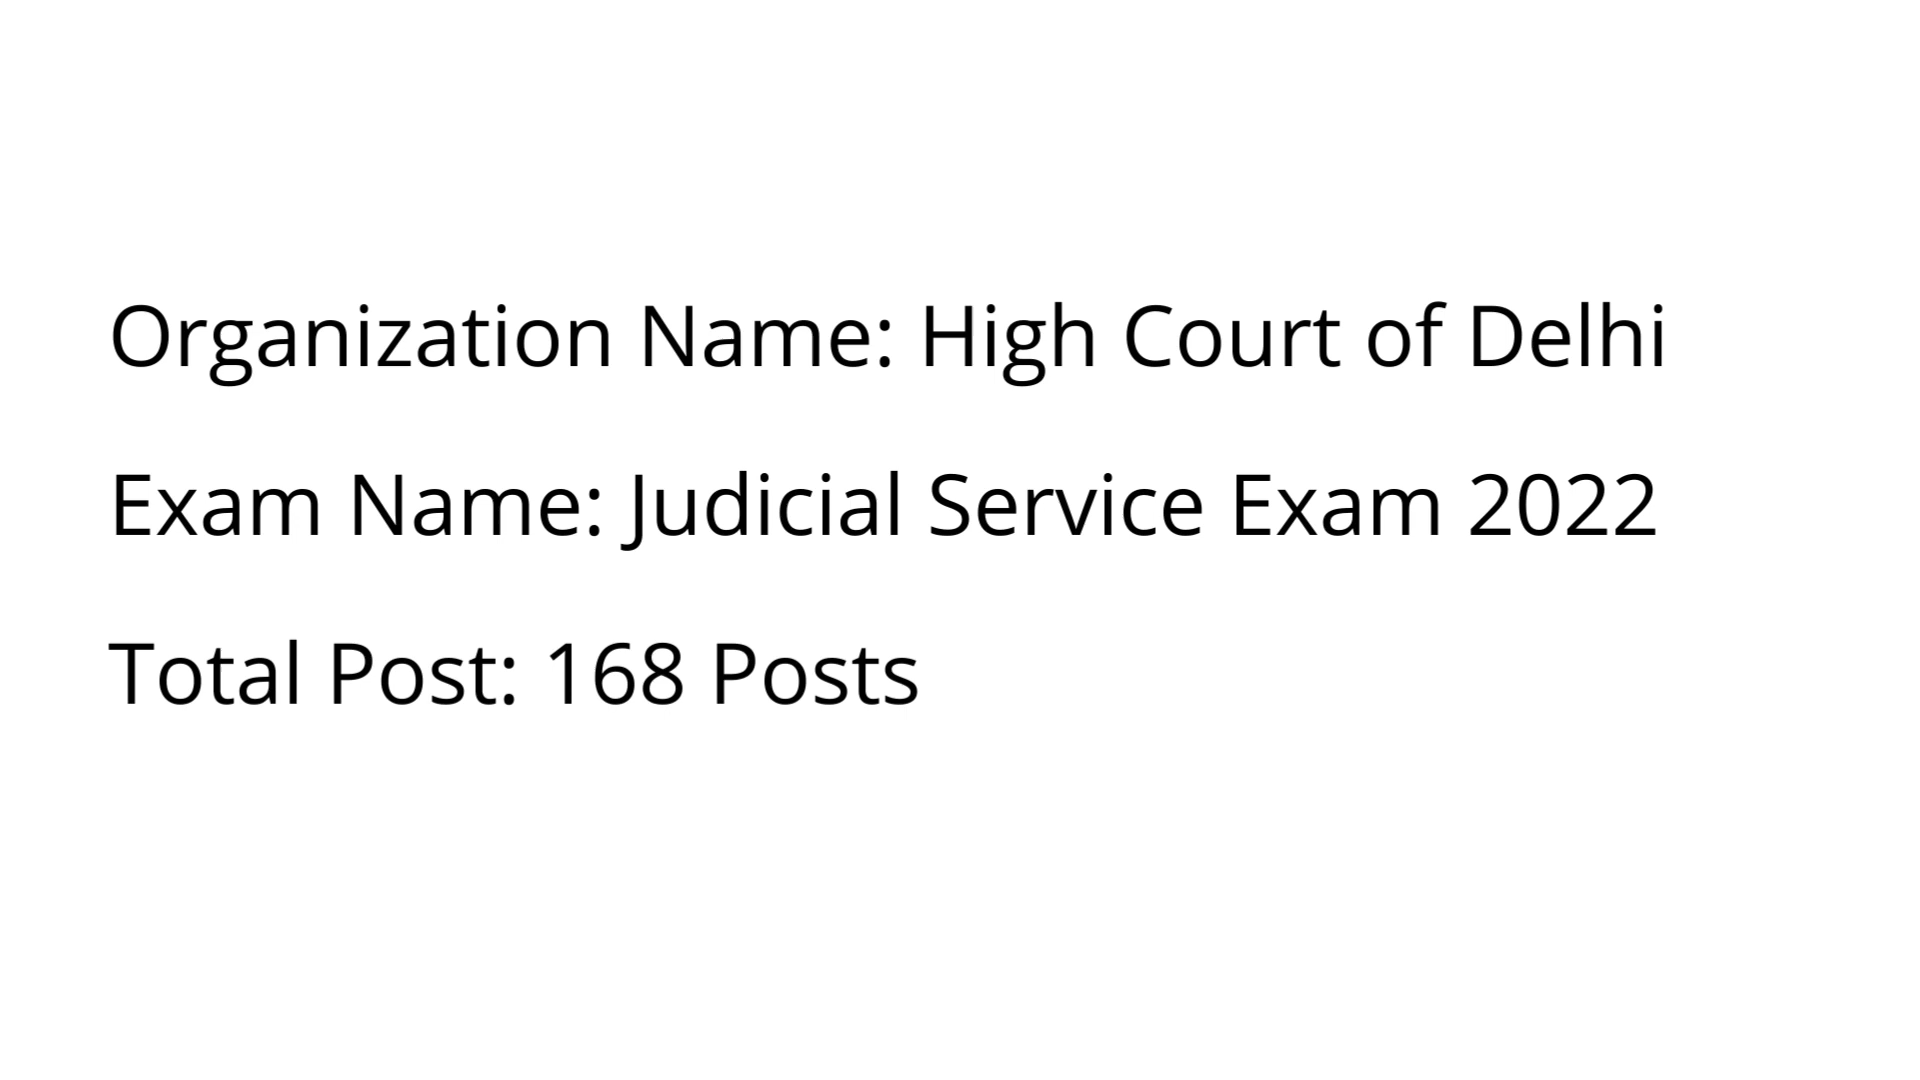 Organization Name: High Court of Delhi
Exam Name: Judicial Service Exam 2022
Total Post: 168 Posts